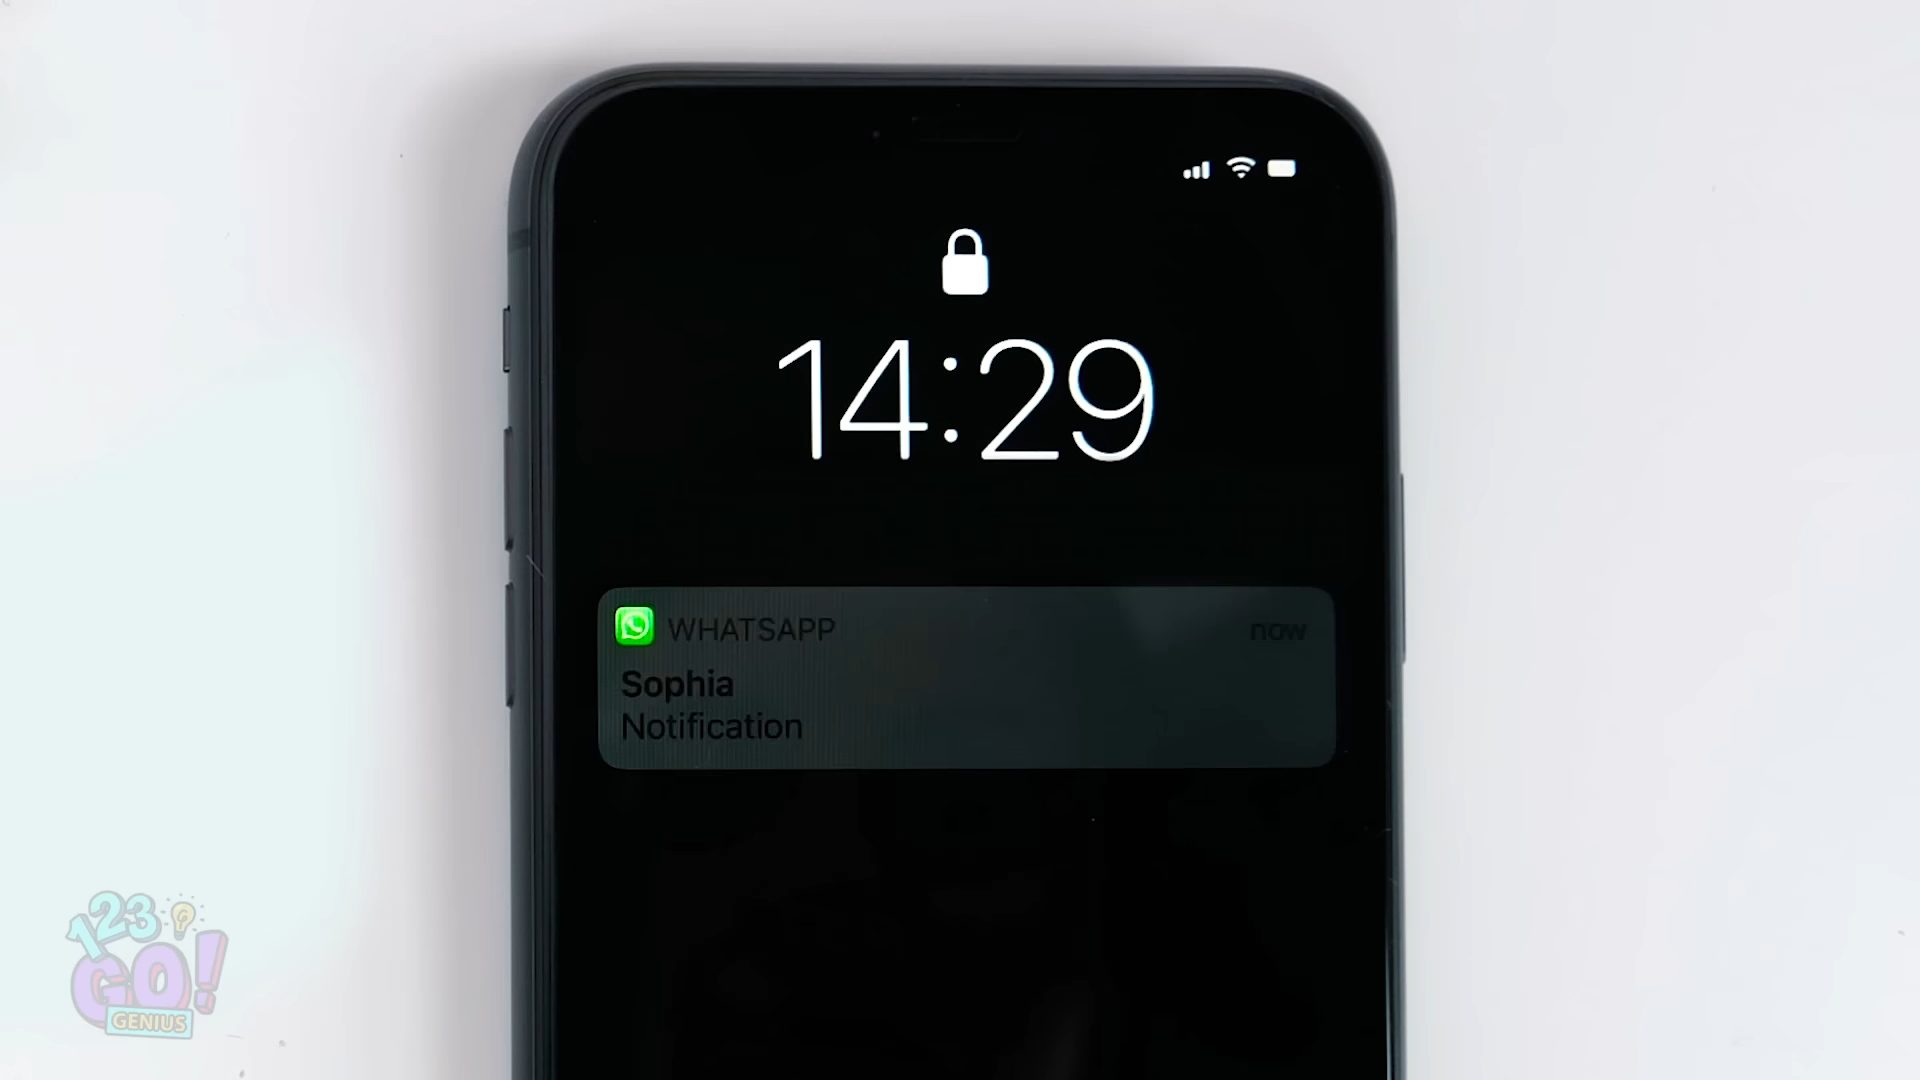 14:29
WHATSAPP now
Sophia
Notification
123
GO!
GENIUS